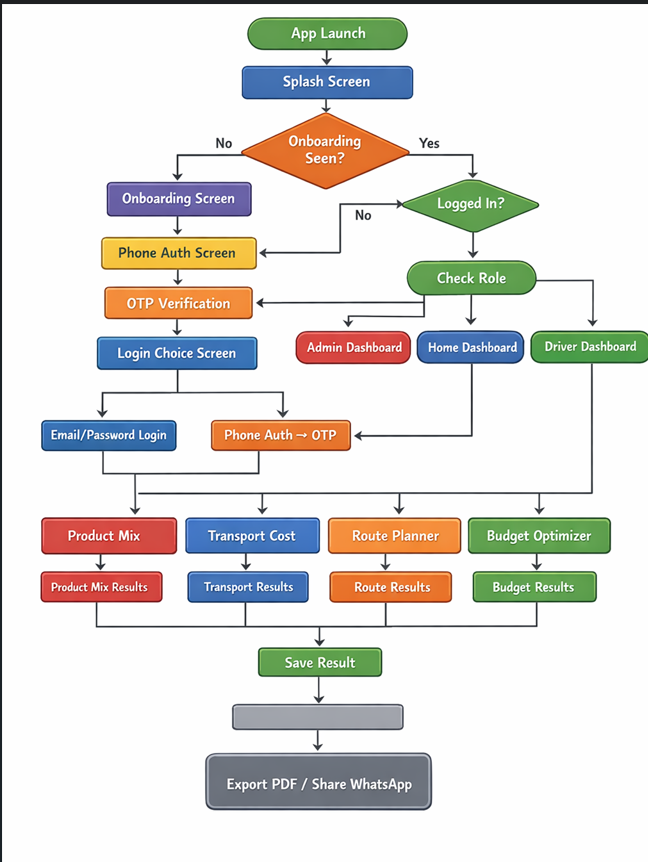 App Launch
Splash Screen
Onboarding
Seen?
No
Yes
Onboarding Screen
Logged In?
No
Phone Auth Screen
Check Role
OTP Verification
Login Choice Screen
Admin Dashboard
Home Dashboard
Driver Dashboard
Email/Password Login
Phone Auth → OTP
Product Mix
Transport Cost
Route Planner
Budget Optimizer
Product Mix Results
Transport Results
Route Results
Budget Results
Save Result
Export PDF / Share WhatsApp